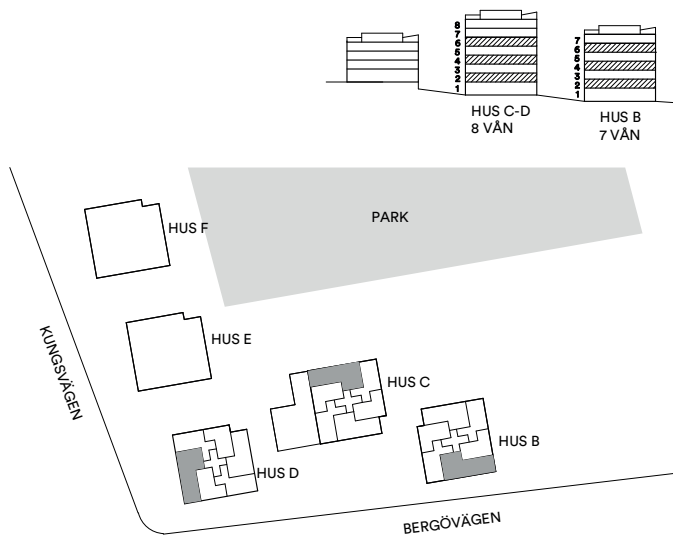 8
7
6
5
4
3
2
1
HUS C-D
8 VÅN
7
6
5
4
3
2
1
HUS B
7 VÅN
PARK
HUS F
HUS E
KUNGSVÄGEN
HUS C
HUS B
HUS D
BERGÖVÄGEN